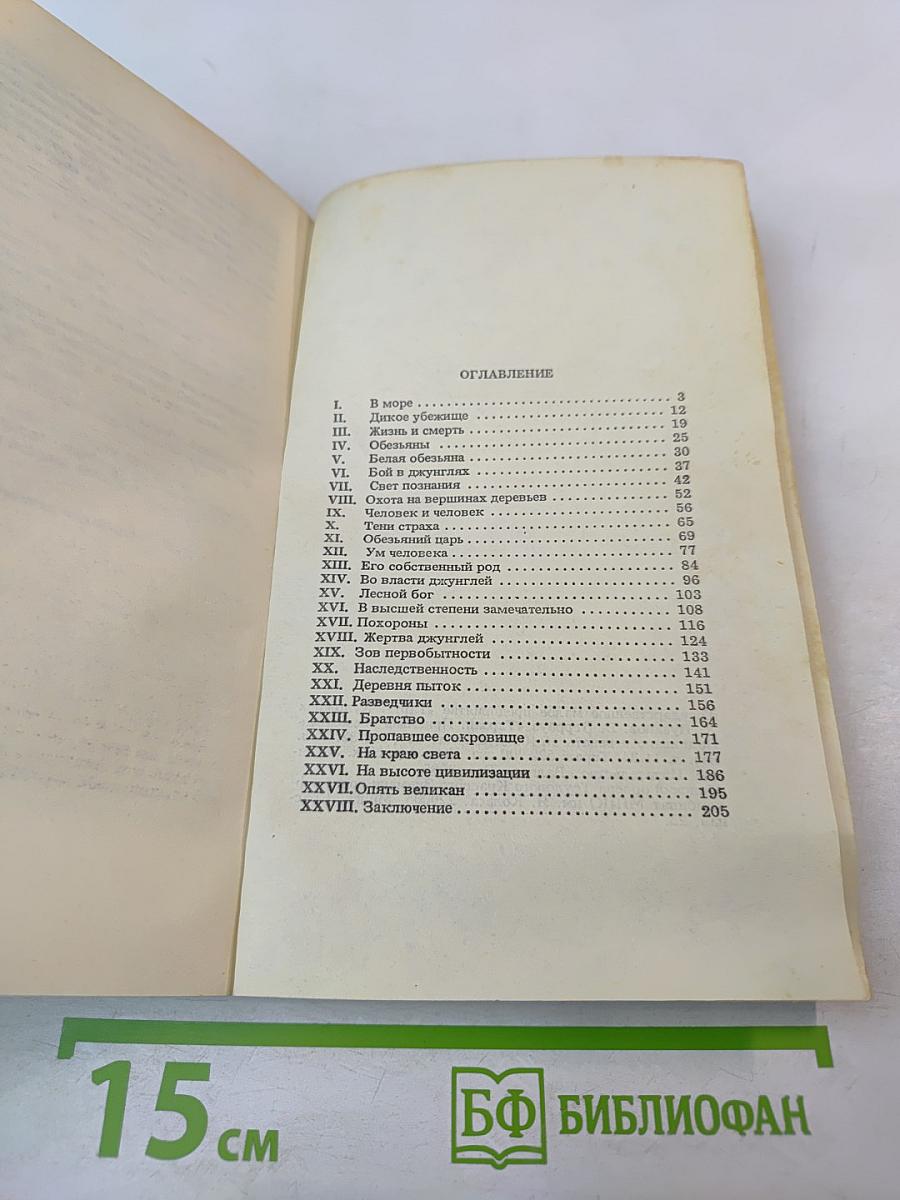 ОГЛАВЛЕНИЕ
I. В море 3
II. Дикое убежище 12
III. Жизнь и смерть 19
IV. Обезьяны 25
V. Белая обезьяна 30
VI. Бой в джунглях 37
VII. Свет познания 42
VIII. Охота на вершинах деревьев 52
IX. Человек и человек 56
X. Тени страха 65
XI. Обезьяний царь 69
XII. Ум человека 77
XIII. Его собственный род 84
XIV. Во власти джунглей 96
XV. Лесной бог 103
XVI. В высшей степени замечательно 108
XVII. Похороны 116
XVIII. Жертва джунглей 124
XIX. Зов первобытности 133
XX. Наследственность 141
XXI. Деревня пыток 151
XXII. Разведчики 156
XXIII. Братство 164
XXIV. Пропавшее сокровище 171
XXV. На краю света 177
XXVI. На высоте цивилизации 186
XXVII. Опять великан 195
XXVIII. Заключение 205
15 см
БФ БИБЛИОФАН